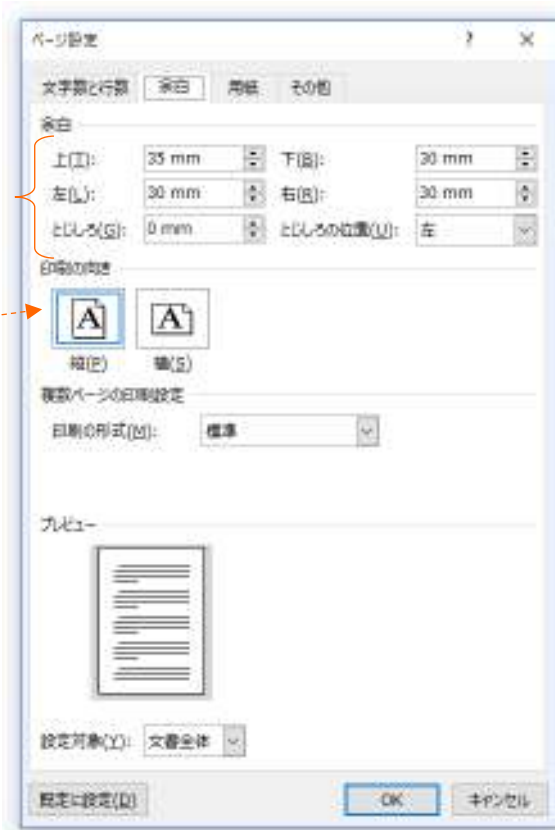 ページ設定 ? ×
文字数と行数 余白 用紙 その他
余白
上(T): 35 mm 下(B): 30 mm
左(L): 30 mm 右(R): 30 mm
とじしろ(G): 0 mm とじしろの位置(U): 左
印刷の向き
A A
縦(P) 横(S)
複数ページの印刷設定
印刷の形式(M): 標準
プレビュー
設定対象(Y): 文書全体
既定に設定(D) OK キャンセル